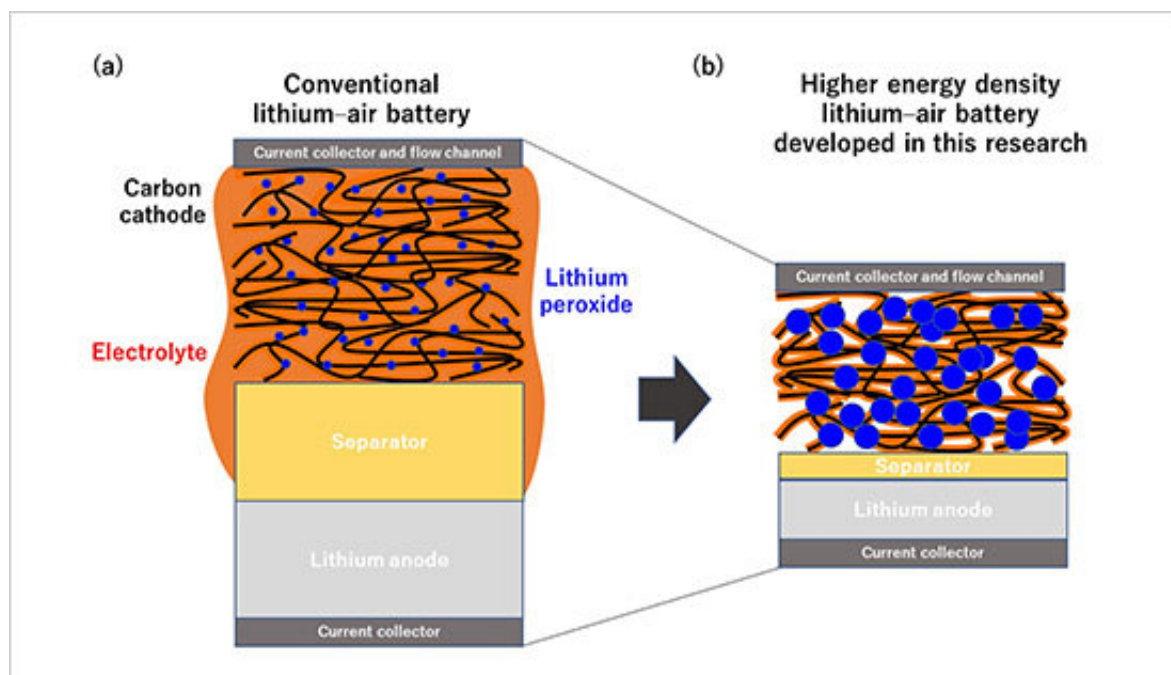 (a)
Conventional
lithium–air battery
Current collector and flow channel
Carbon
cathode
Lithium
peroxide
Electrolyte
Separator
Lithium anode
Current collector
(b)
Higher energy density
lithium–air battery
developed in this research
Current collector and flow channel
Separator
Lithium anode
Current collector